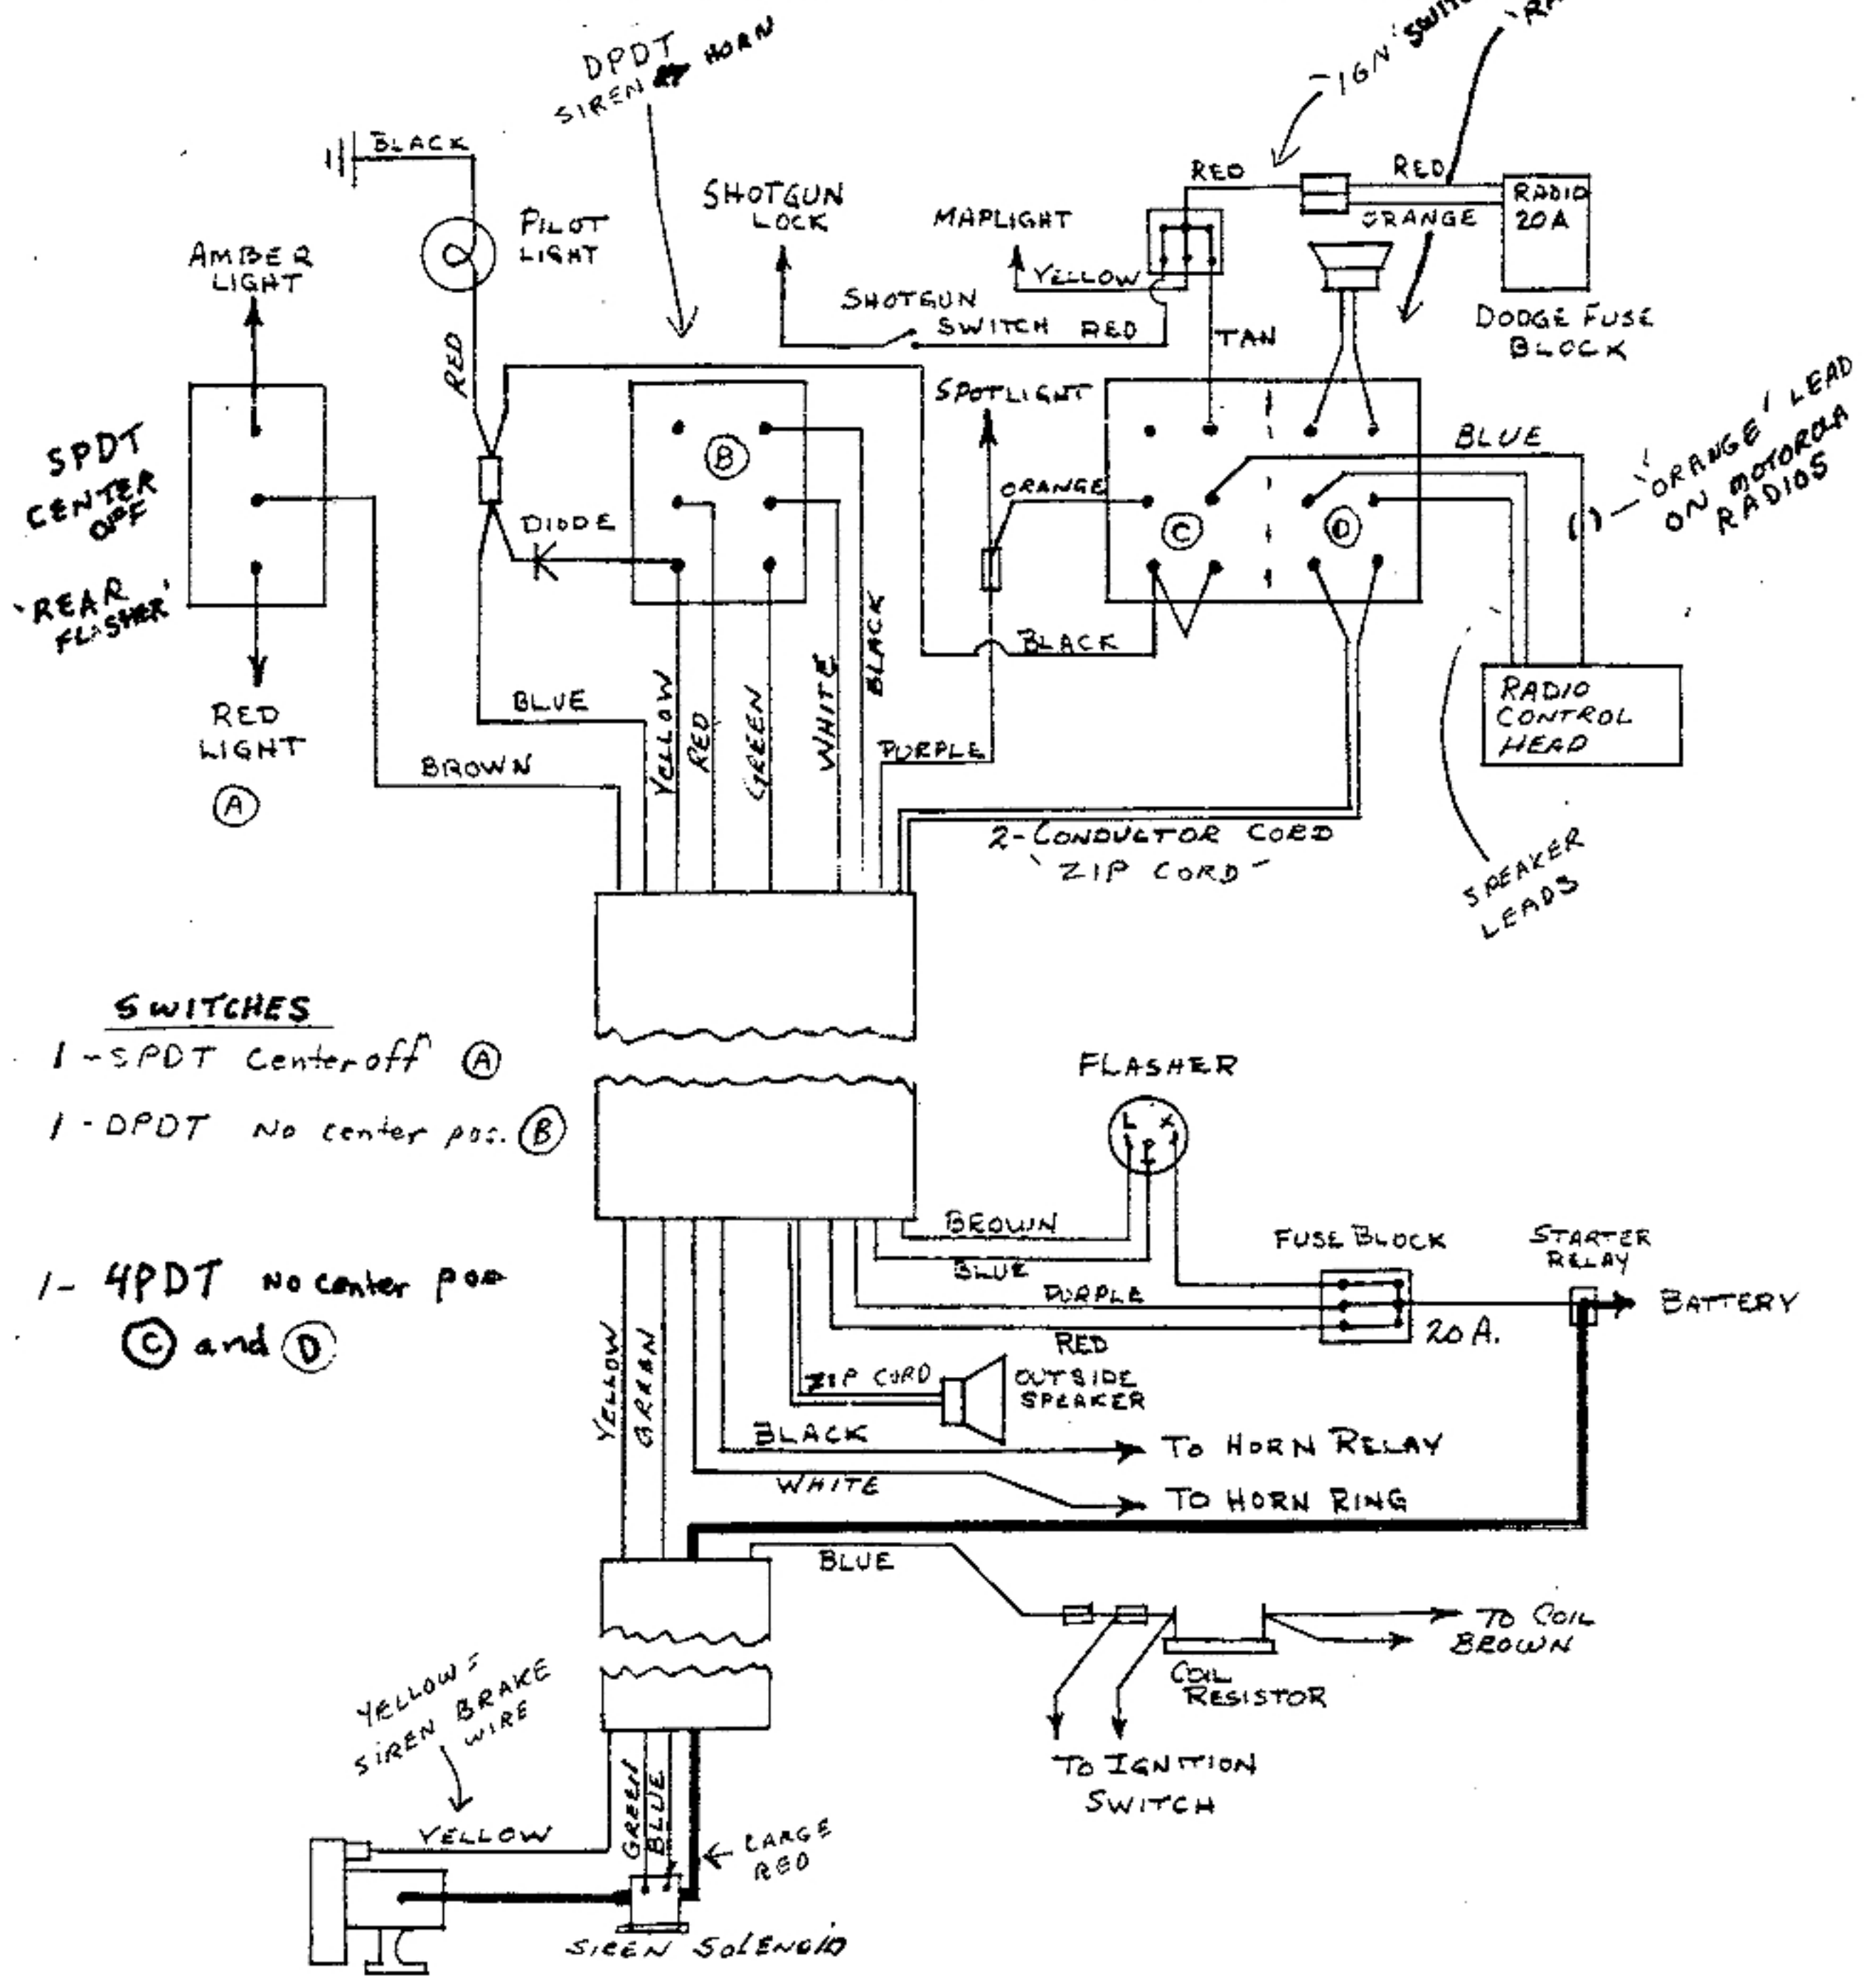 DPDT
SIREN HORN
'IGN' SWITC
'RA
BLACK
PILOT
LIGHT
AMBER
LIGHT
RED
SHOTGUN
LOCK
MAPLIGHT
YELLOW
SHOTGUN
SWITCH RED
RED
RED
ORANGE
RADIO
20A
DODGE FUSE
BLOCK
TAN
SPOTLIGHT
ORANGE
BLUE
'ORANGE' LEAD
ON MOTOROLA
RADIOS
SPDT
CENTER
OFF
'REAR
FLASHER'
RED
LIGHT
A
DIODE
B
C
D
BLACK
BLUE
BROWN
YELLOW
RED
GREEN
WHITE
BLACK
PURPLE
2-CONDUCTOR CORD
'ZIP CORD'
RADIO
CONTROL
HEAD
SPEAKER
LEADS
SWITCHES
1-SPDT Center off A
1-DPDT No center pos. B
1- 4PDT No center pos
C and D
FLASHER
L X
P
BROWN
BLUE
PURPLE
RED
FUSE BLOCK
20 A.
STARTER
RELAY
BATTERY
YELLOW
GREEN
ZIP CORD
OUTSIDE
SPEAKER
BLACK
TO HORN RELAY
WHITE
TO HORN RING
BLUE
TO COIL
BROWN
COIL
RESISTOR
TO IGNITION
SWITCH
YELLOW=
SIREN BRAKE
WIRE
YELLOW
GREEN
BLUE
LARGE
RED
SIREN SOLENOID